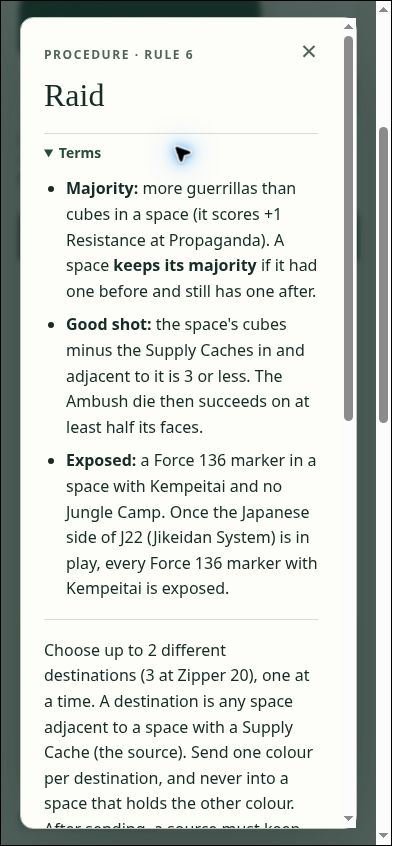 PROCEDURE · RULE 6
Raid
Terms
Majority: more guerrillas than
cubes in a space (it scores +1
Resistance at Propaganda). A
space keeps its majority if it had
one before and still has one after.
Good shot: the space's cubes
minus the Supply Caches in and
adjacent to it is 3 or less. The
Ambush die then succeeds on at
least half its faces.
Exposed: a Force 136 marker in a
space with Kempeitai and no
Jungle Camp. Once the Japanese
side of J22 (Jikeidan System) is in
play, every Force 136 marker with
Kempeitai is exposed.
Choose up to 2 different
destinations (3 at Zipper 20), one at
a time. A destination is any space
adjacent to a space with a Supply
Cache (the source). Send one colour
per destination, and never into a
space that holds the other colour.
After sending, a source must keep